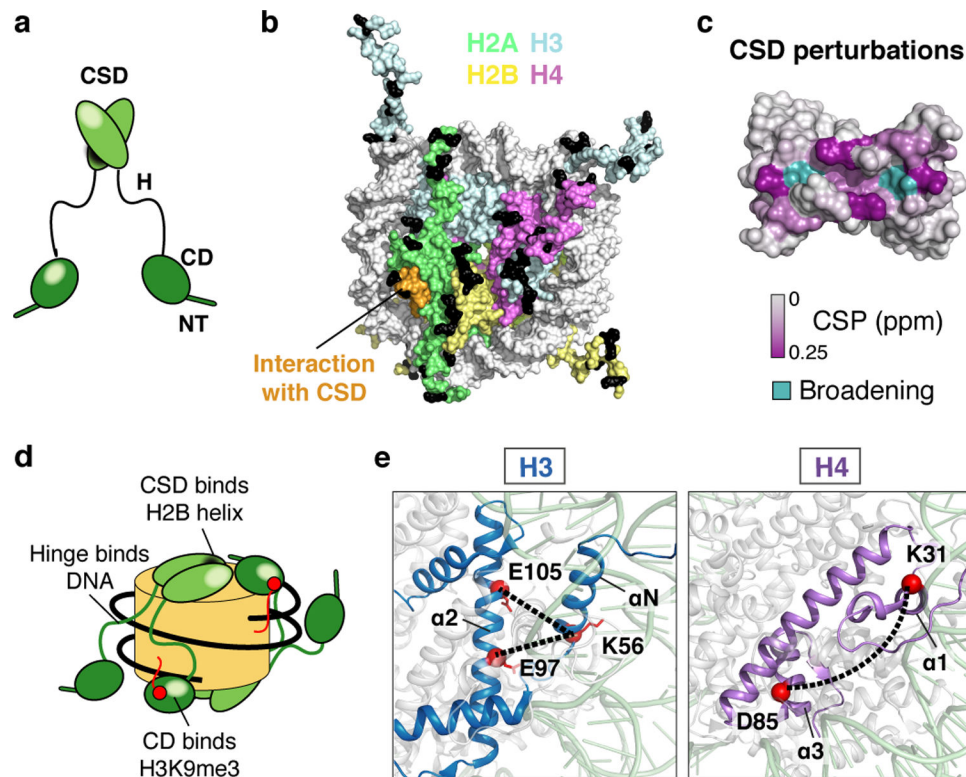 a
CSD
H
CD
NT
b
H2A H3
H2B H4
Interaction
with CSD
c
CSD perturbations
0
CSP (ppm)
0.25
Broadening
d
CSD binds
H2B helix
Hinge binds
DNA
CD binds
H3K9me3
e
H3
E105
αN
α2
K56
E97
H4
K31
α1
D85
α3